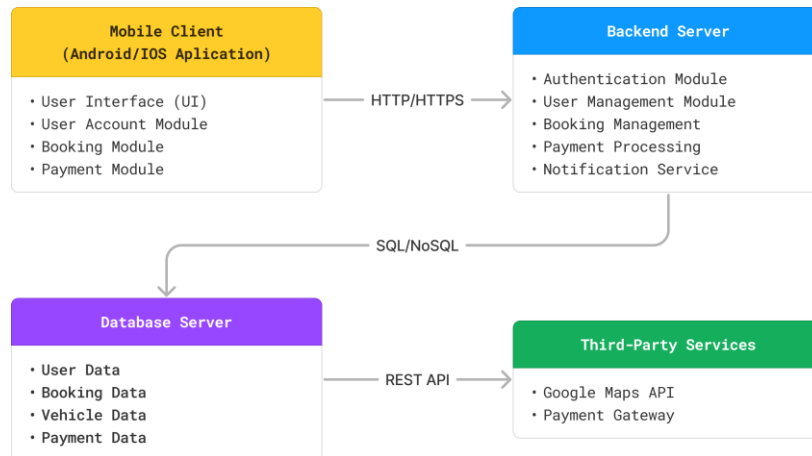 Mobile Client
(Android/IOS Aplication)
• User Interface (UI)
• User Account Module
• Booking Module
• Payment Module
HTTP/HTTPS
Backend Server
• Authentication Module
• User Management Module
• Booking Management
• Payment Processing
• Notification Service
SQL/NoSQL
Database Server
• User Data
• Booking Data
• Vehicle Data
• Payment Data
REST API
Third-Party Services
• Google Maps API
• Payment Gateway